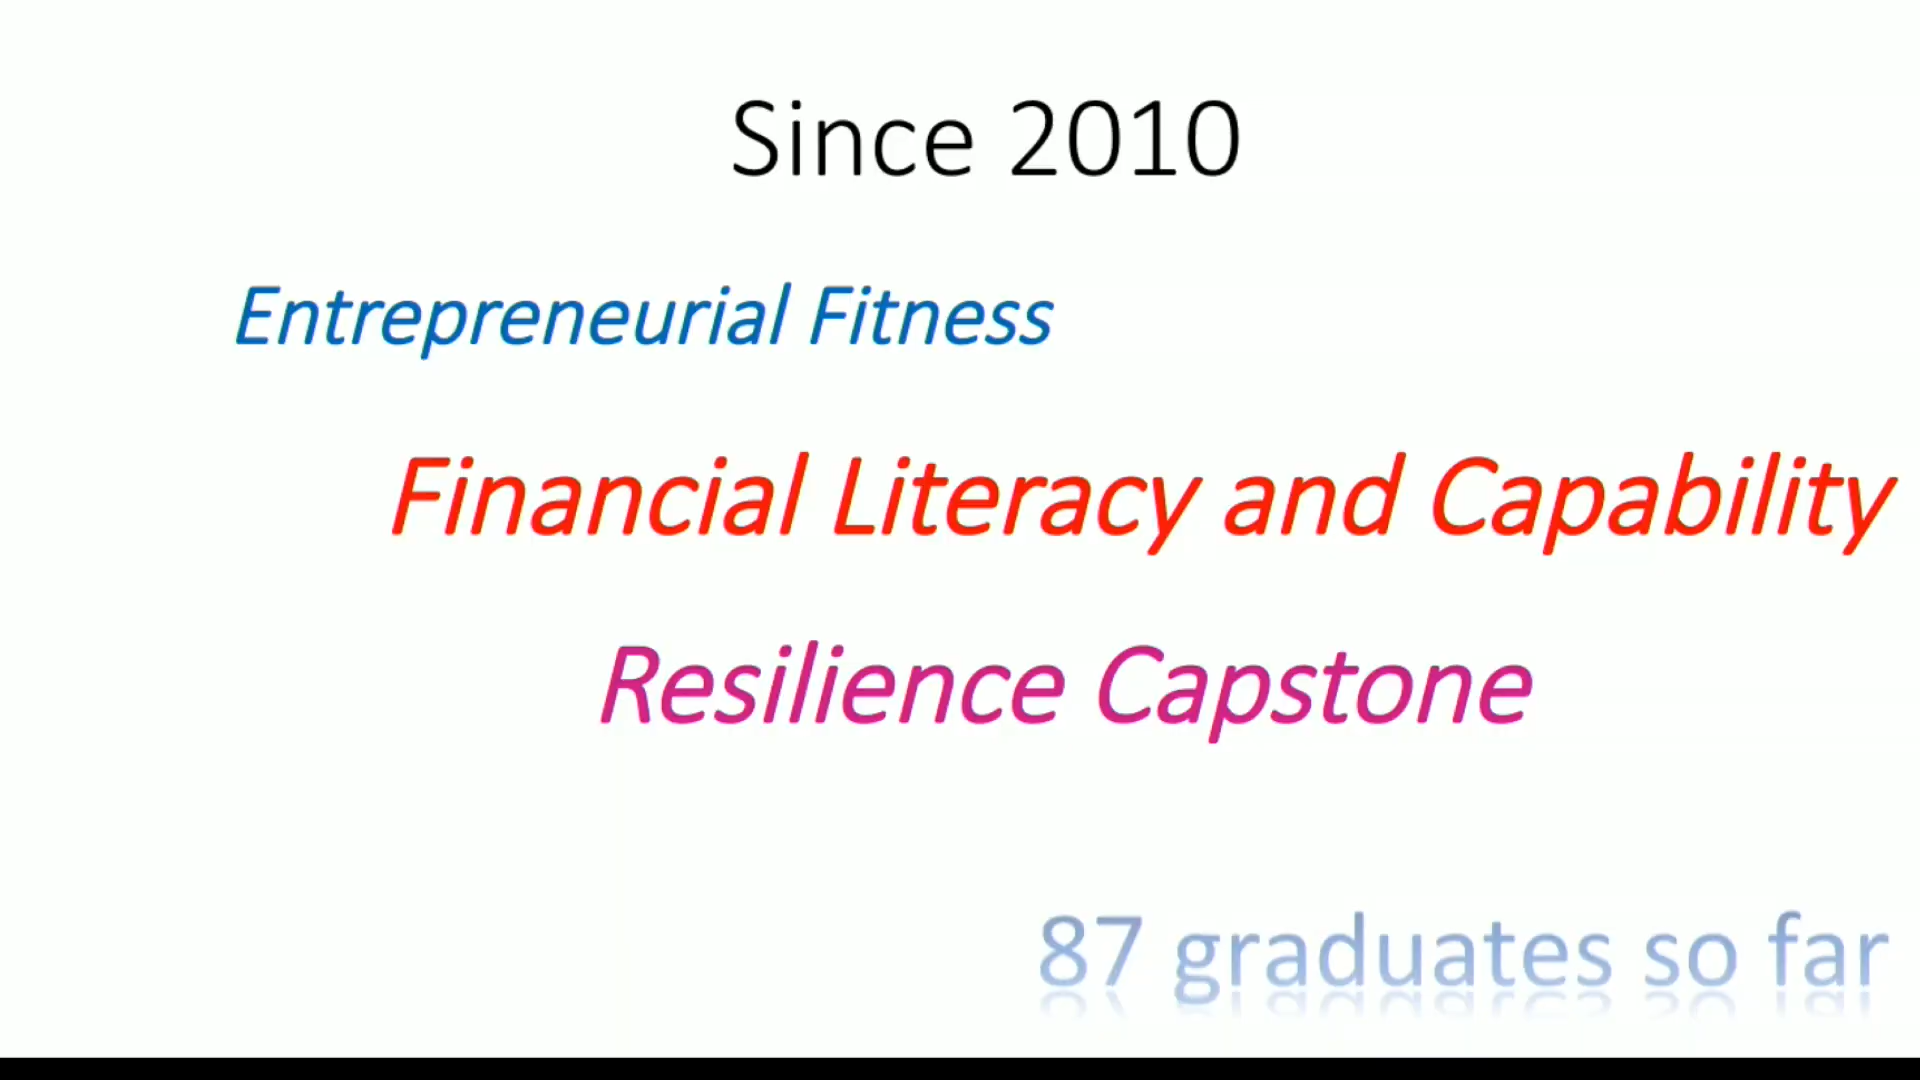 Since 2010
Entrepreneurial Fitness
Financial Literacy and Capability
Resilience Capstone
87 graduates so far